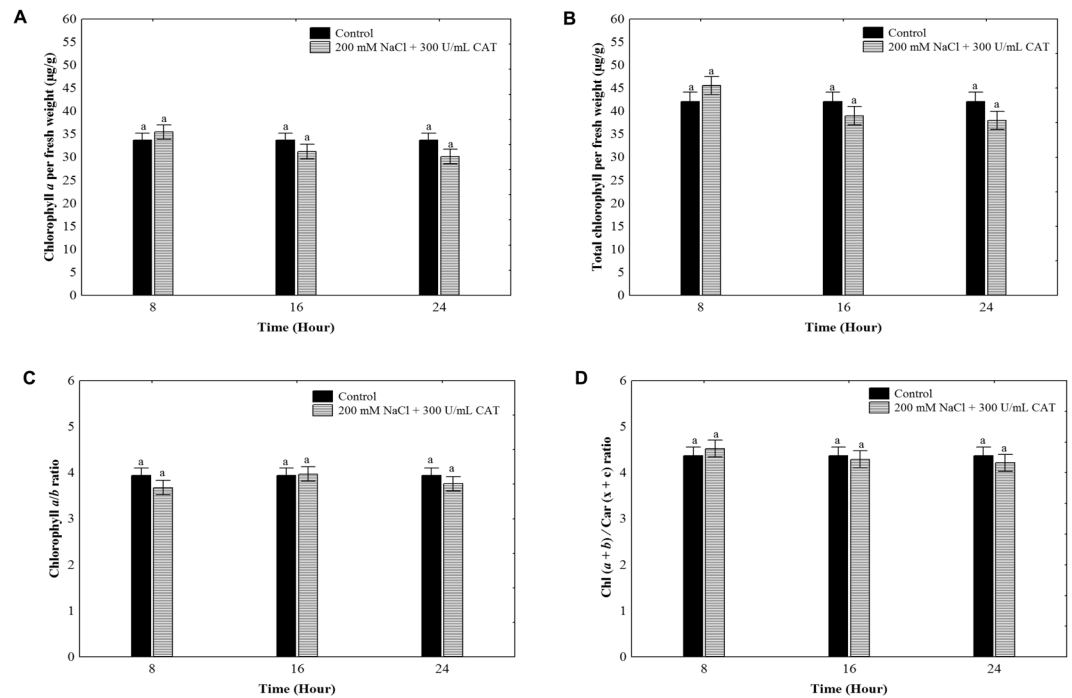 A
Chlorophyll a per fresh weight (µg/g)
60
55
50
45
40
35
30
25
20
15
10
5
0
Control
200 mM NaCl + 300 U/mL CAT
a a a a a a
8 16 24
Time (Hour)
B
Total chlorophyll per fresh weight (µg/g)
60
55
50
45
40
35
30
25
20
15
10
5
0
Control
200 mM NaCl + 300 U/mL CAT
a a a a a a
8 16 24
Time (Hour)
C
Chlorophyll a/b ratio
6
5
4
3
2
1
0
Control
200 mM NaCl + 300 U/mL CAT
a a a a a a
8 16 24
Time (Hour)
D
Chl (a + b) / Car (x + c) ratio
6
5
4
3
2
1
0
Control
200 mM NaCl + 300 U/mL CAT
a a a a a a
8 16 24
Time (Hour)